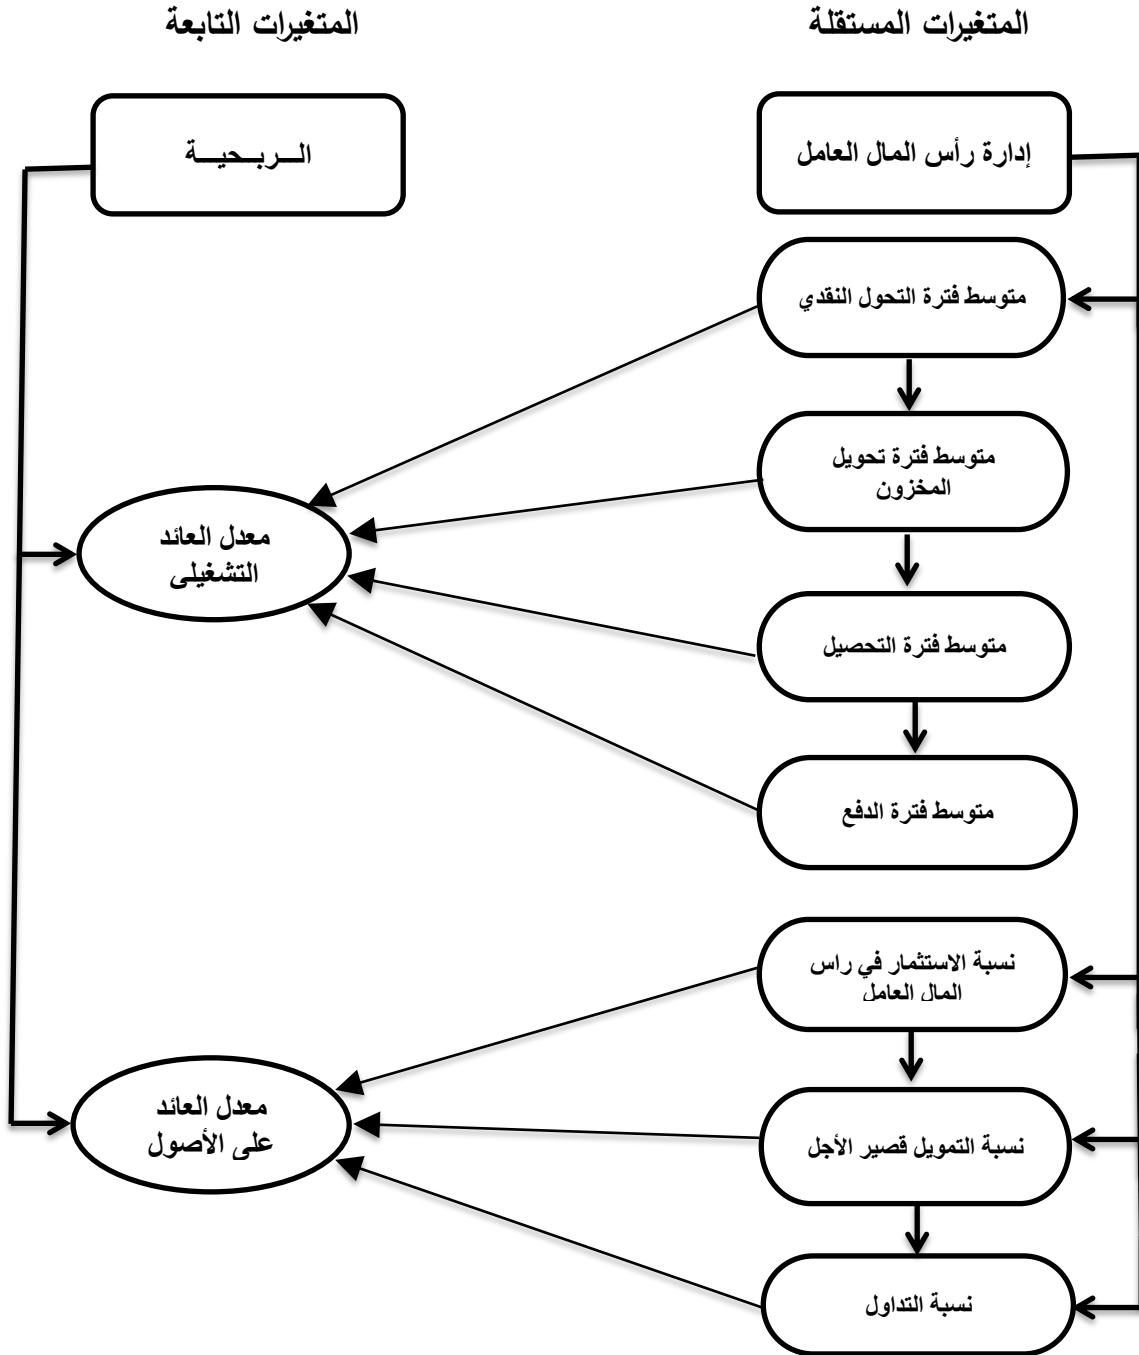 المتغيرات المستقلة
المتغيرات التابعة
إدارة رأس المال العامل
الـــربـــحيـــة
متوسط فترة التحول النقدي
متوسط فترة تحويل
المخزون
معدل العائد
التشغيلى
متوسط فترة التحصيل
متوسط فترة الدفع
نسبة الاستثمار في راس
المال العامل
معدل العائد
على الأصول
نسبة التمويل قصير الأجل
نسبة التداول